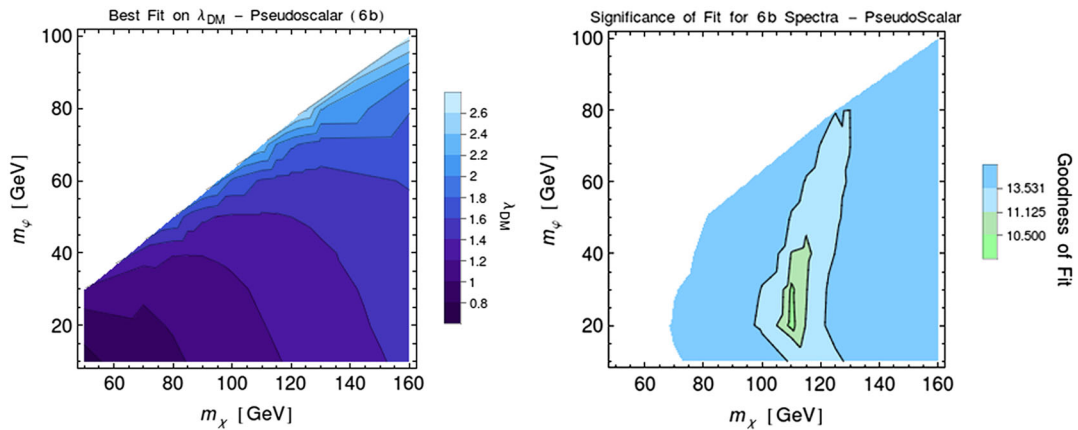 Best Fit on λDM – Pseudoscalar (6b)
100
80
60
40
20
60 80 100 120 140 160
mφ [GeV]
mχ [GeV]
2.6
2.4
2.2
2
1.8
1.6
1.4
1.2
1
0.8
λDM
Significance of Fit for 6b Spectra – PseudoScalar
100
80
60
40
20
60 80 100 120 140 160
mφ [GeV]
mχ [GeV]
13.531
11.125
10.500
Goodness of Fit